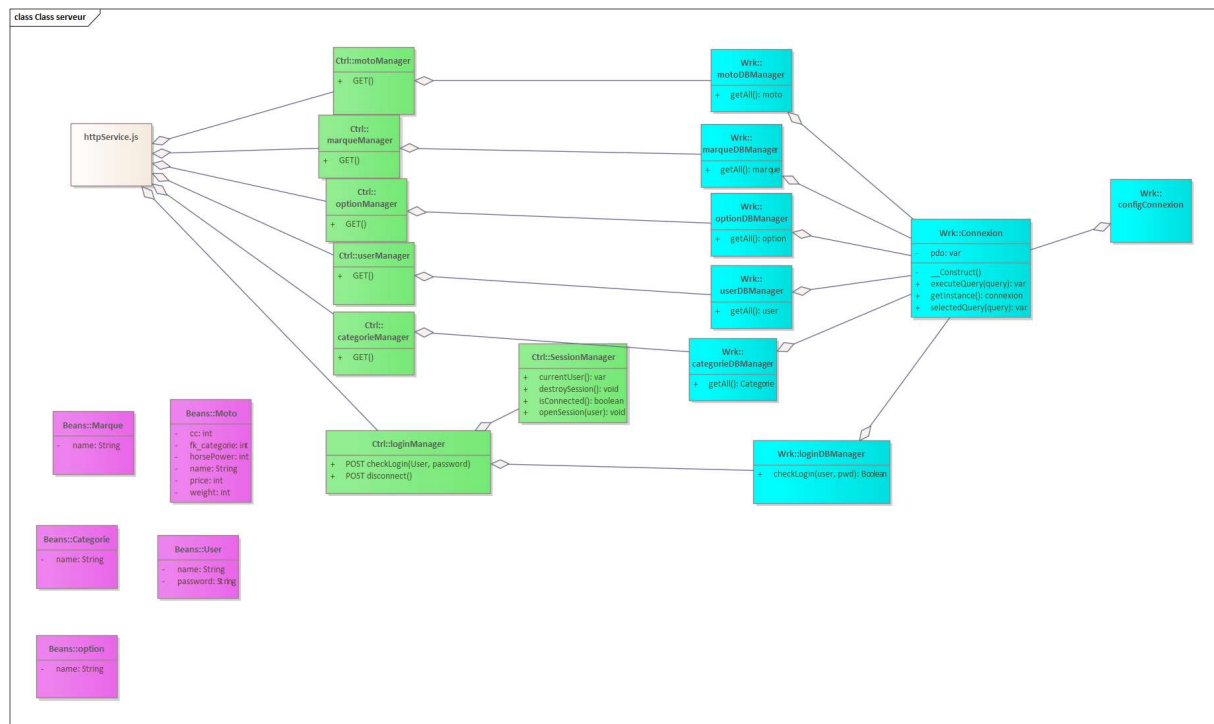 class Class serveur
httpService.js
Ctrl::motoManager
+ GET()
Ctrl::
marqueManager
+ GET()
Ctrl::
optionManager
+ GET()
Ctrl::userManager
+ GET()
Ctrl::
categorieManager
+ GET()
Ctrl::SessionManager
+ currentUser(): var
+ destroySession(): void
+ isConnected(): boolean
+ openSession(user): void
Ctrl::loginManager
+ POST checkLogin(User, password)
+ POST disconnect()
Wrk::
motoDBManager
+ getAll(): moto
Wrk::
marqueDBManager
+ getAll(): marque
Wrk::
optionDBManager
+ getAll(): option
Wrk::
userDBManager
+ getAll(): user
Wrk::
categorieDBManager
+ getAll(): Categorie
Wrk::loginDBManager
+ checkLogin(user, pwd): Boolean
Wrk::Connexion
- pdo: var
- __Construct()
+ executeQuery(query): var
+ getInstance(): connexion
+ selectedQuery(query): var
Wrk::
configConnexion
Beans::Marque
- name: String
Beans::Moto
- cc: int
- fk_categorie: int
- horsePower: int
- name: String
- price: int
- weight: int
Beans::Categorie
- name: String
Beans::User
- name: String
- password: String
Beans::option
- name: String